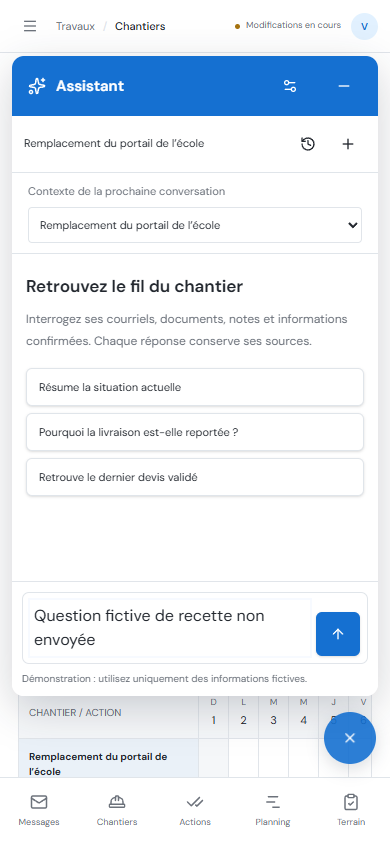 Travaux / Chantiers
Modifications en cours
V
Assistant
Remplacement du portail de l’école
Contexte de la prochaine conversation
Remplacement du portail de l’école
Retrouvez le fil du chantier
Interrogez ses courriels, documents, notes et informations
confirmées. Chaque réponse conserve ses sources.
Résume la situation actuelle
Pourquoi la livraison est-elle reportée ?
Retrouve le dernier devis validé
Question fictive de recette non
envoyée
Démonstration : utilisez uniquement des informations fictives.
D L M M J V
CHANTIER / ACTION
1 2 3 4
Remplacement du portail de
l’école
Messages Chantiers Actions Planning Terrain